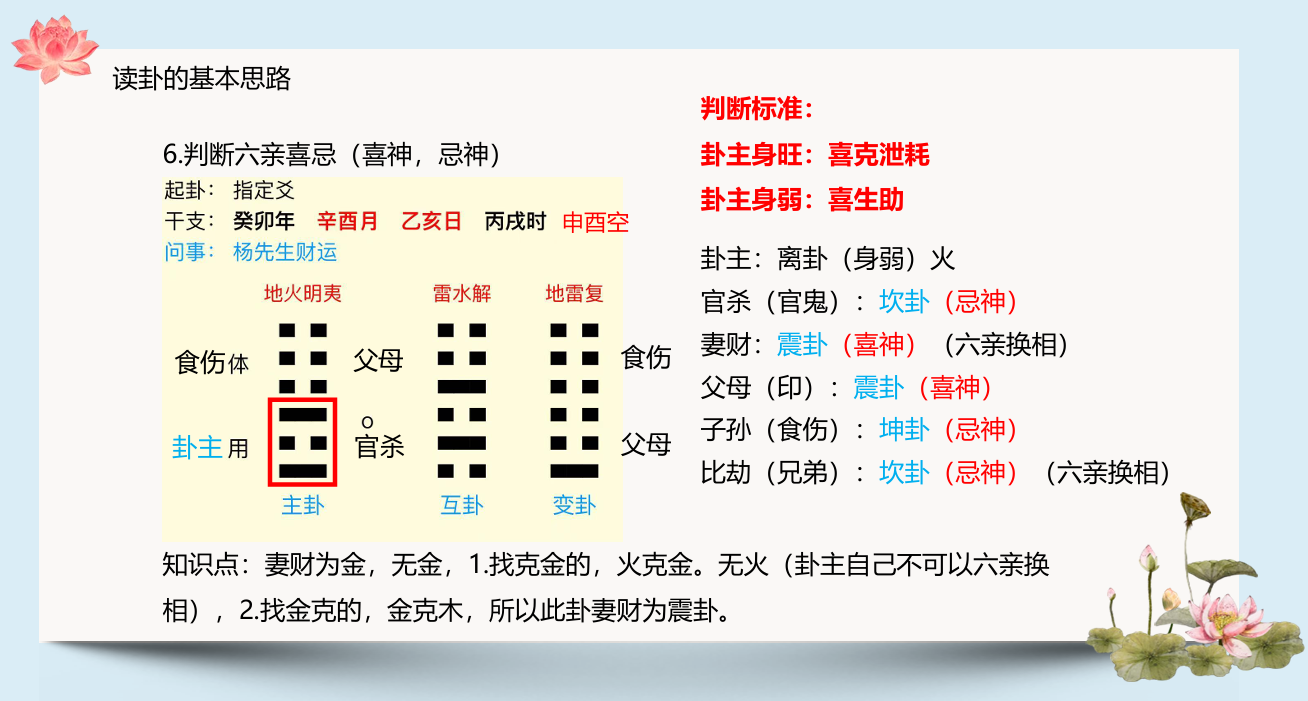 读卦的基本思路
6.判断六亲喜忌（喜神，忌神）
起卦： 指定爻
干支： 癸卯年 辛酉月 乙亥日 丙戌时 申酉空
问事： 杨先生财运
地火明夷 雷水解 地雷复
食伤体 父母 食伤
卦主用 官杀 父母
主卦 互卦 变卦
判断标准：
卦主身旺：喜克泄耗
卦主身弱：喜生助
卦主：离卦（身弱）火
官杀（官鬼）：坎卦（忌神）
妻财：震卦（喜神）（六亲换相）
父母（印）：震卦（喜神）
子孙（食伤）：坤卦（忌神）
比劫（兄弟）：坎卦（忌神）（六亲换相）
知识点：妻财为金，无金，1.找克金的，火克金。无火（卦主自己不可以六亲换
相），2.找金克的，金克木，所以此卦妻财为震卦。